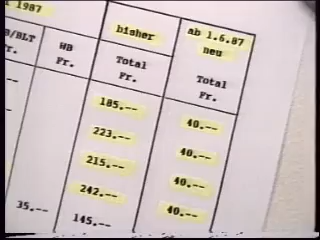 1987
bisher
ab 1.6.87
neu
B/BLT WB Total Total
Fr. Fr. Fr. Fr.
185.-- 40.--
223.-- 40.--
215.-- 40.--
242.-- 40.--
35.-- 145.--